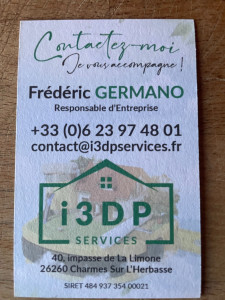 Contactez-moi
Je vous accompagne !
Frédéric GERMANO
Responsable d'Entreprise
+33 (0)6 23 97 48 01
contact@i3dpservices.fr
i3DP
SERVICES
40, impasse de La Limone
26260 Charmes Sur L'Herbasse
SIRET 484 937 354 00021